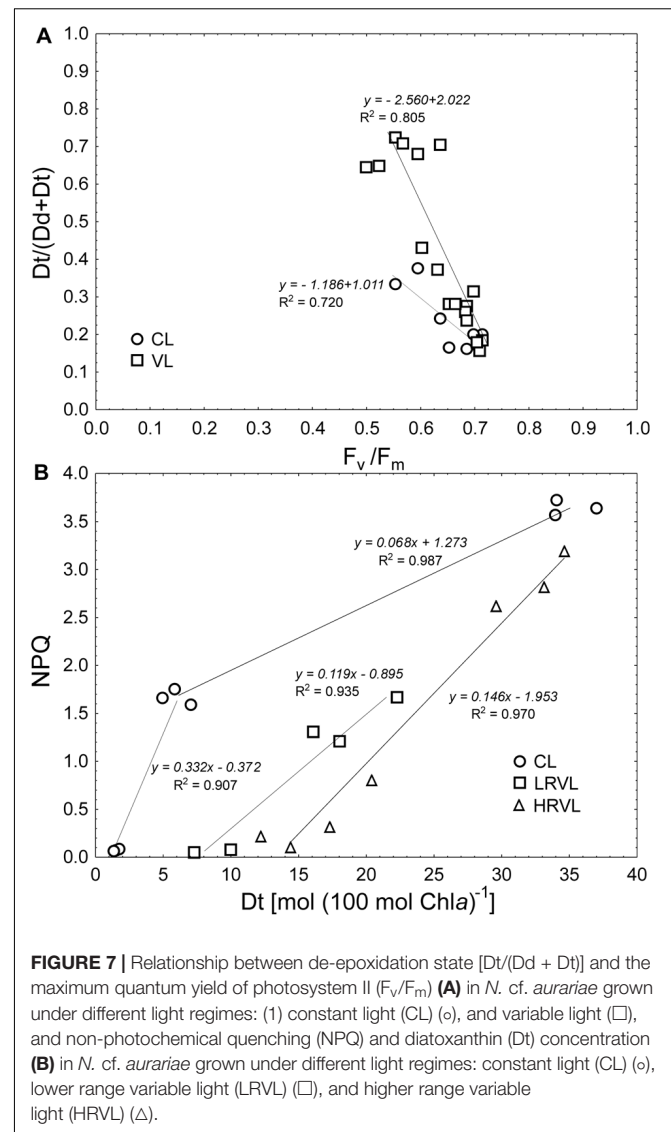 A
1.0
0.9
0.8
0.7
0.6
0.5
0.4
0.3
0.2
0.1
0.0
Dt/(Dd+Dt)
y = - 2.560+2.022
R² = 0.805
y = - 1.186+1.011
R² = 0.720
CL
VL
0.0 0.1 0.2 0.3 0.4 0.5 0.6 0.7 0.8 0.9 1.0
Fv/Fm
B
4.0
3.5
3.0
2.5
2.0
1.5
1.0
0.5
0.0
NPQ
y = 0.068x + 1.273
R² = 0.987
y = 0.119x - 0.895
R² = 0.935
y = 0.146x - 1.953
R² = 0.970
y = 0.332x - 0.372
R² = 0.907
CL
LRVL
HRVL
0 5 10 15 20 25 30 35 40
Dt [mol (100 mol Chla)⁻¹]
FIGURE 7 | Relationship between de-epoxidation state [Dt/(Dd + Dt)] and the
maximum quantum yield of photosystem II (Fv/Fm) (A) in N. cf. aurariae grown
under different light regimes: (1) constant light (CL) (○), and variable light (□),
and non-photochemical quenching (NPQ) and diatoxanthin (Dt) concentration
(B) in N. cf. aurariae grown under different light regimes: constant light (CL) (○),
lower range variable light (LRVL) (□), and higher range variable
light (HRVL) (△).